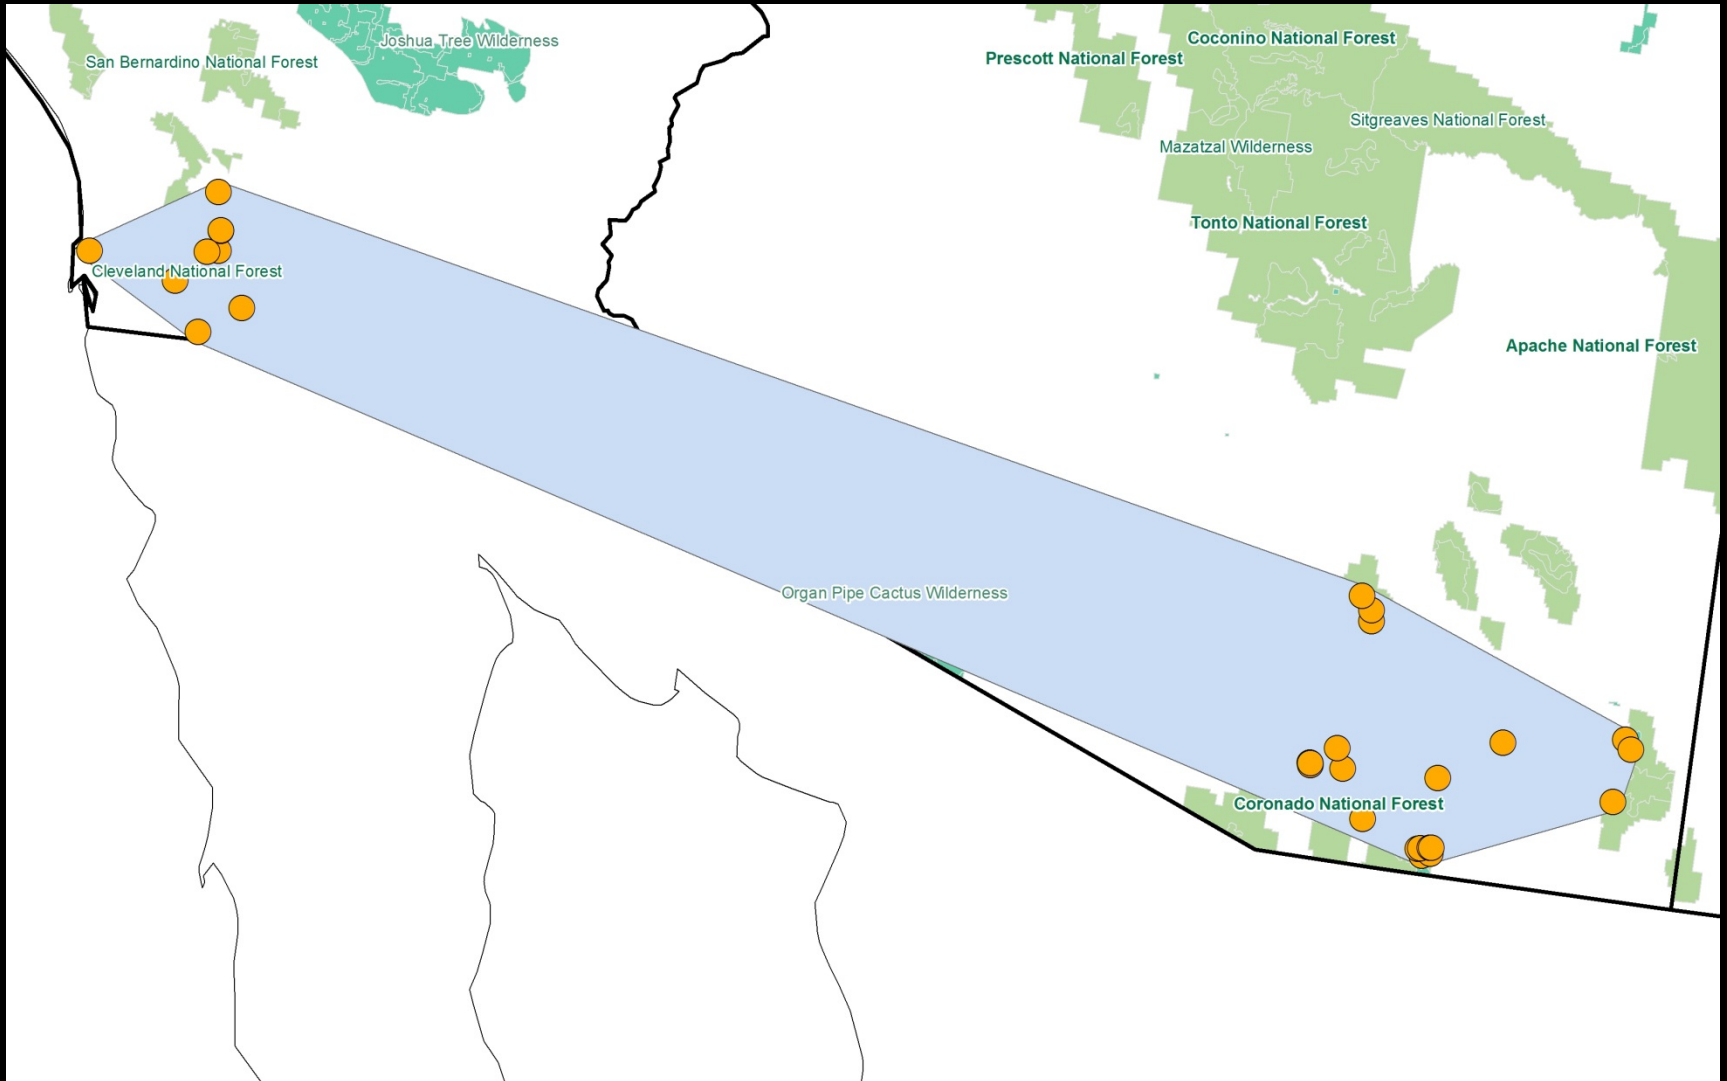 Coconino National Forest
Joshua Tree Wilderness
San Bernardino National Forest
Prescott National Forest
Sitgreaves National Forest
Mazatzal Wilderness
Tonto National Forest
Cleveland National Forest
Apache National Forest
Organ Pipe Cactus Wilderness
Coronado National Forest